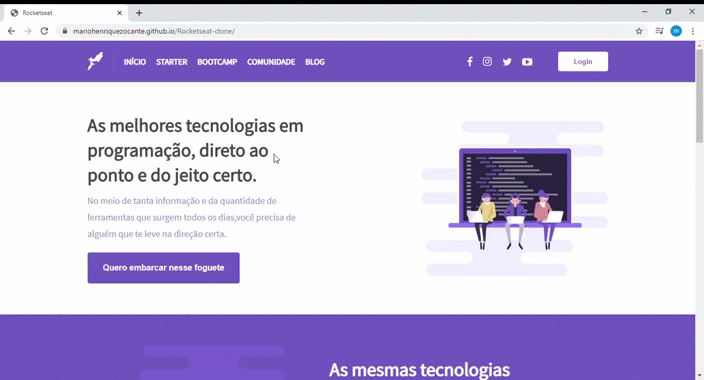 Rocketseat
mariohenriquezocante.github.io/Rocketseat-clone/
INÍCIO STARTER BOOTCAMP COMUNIDADE BLOG Login
As melhores tecnologias em
programação, direto ao
ponto e do jeito certo.
No meio de tanta informação e da quantidade de
ferramentas que surgem todos os dias,você precisa de
alguém que te leve na direção certa.
Quero embarcar nesse foguete
As mesmas tecnologias